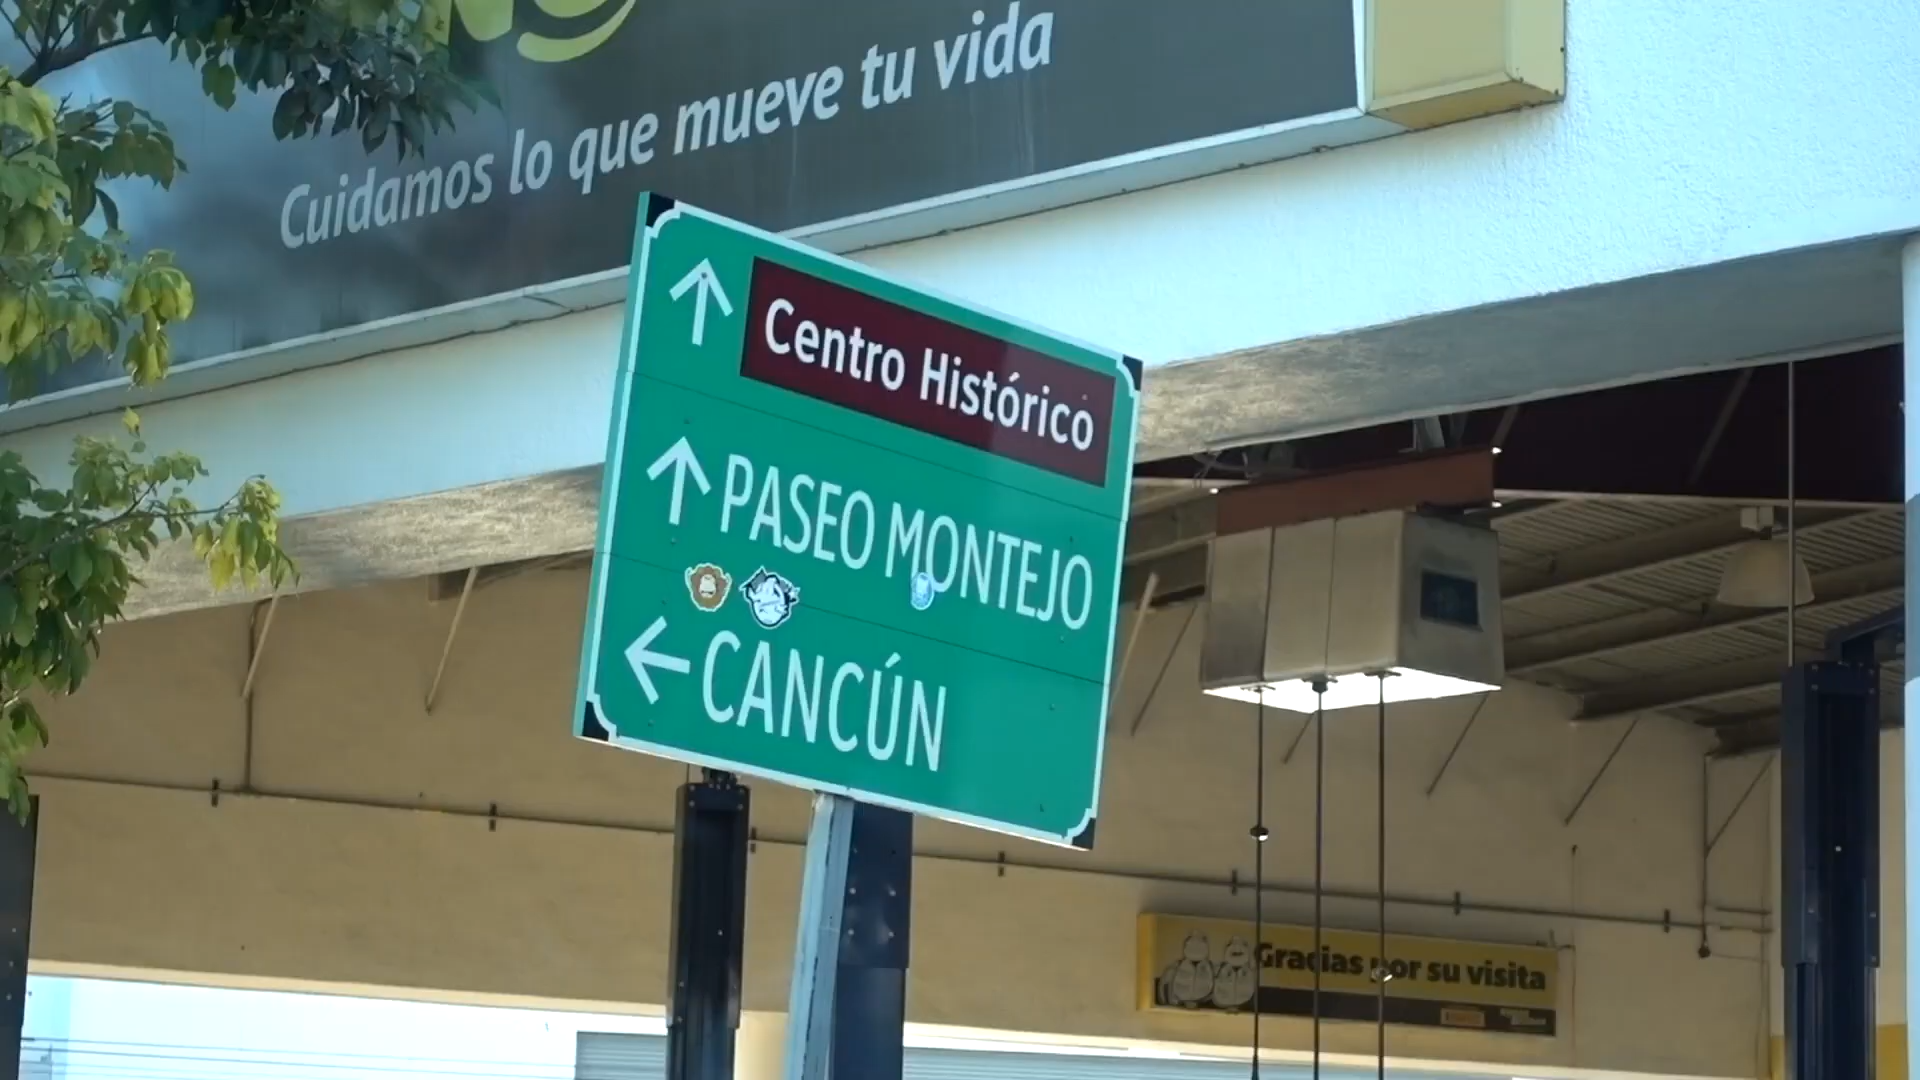 Cuidamos lo que mueve tu vida
Centro Histórico
PASEO MONTEJO
CANCÚN
Gracias por su visita